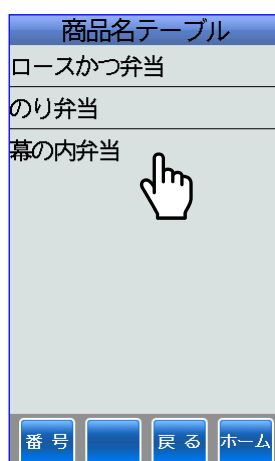 商品名テーブル
ロースかつ弁当
のり弁当
幕の内弁当
番号
戻る
ホーム